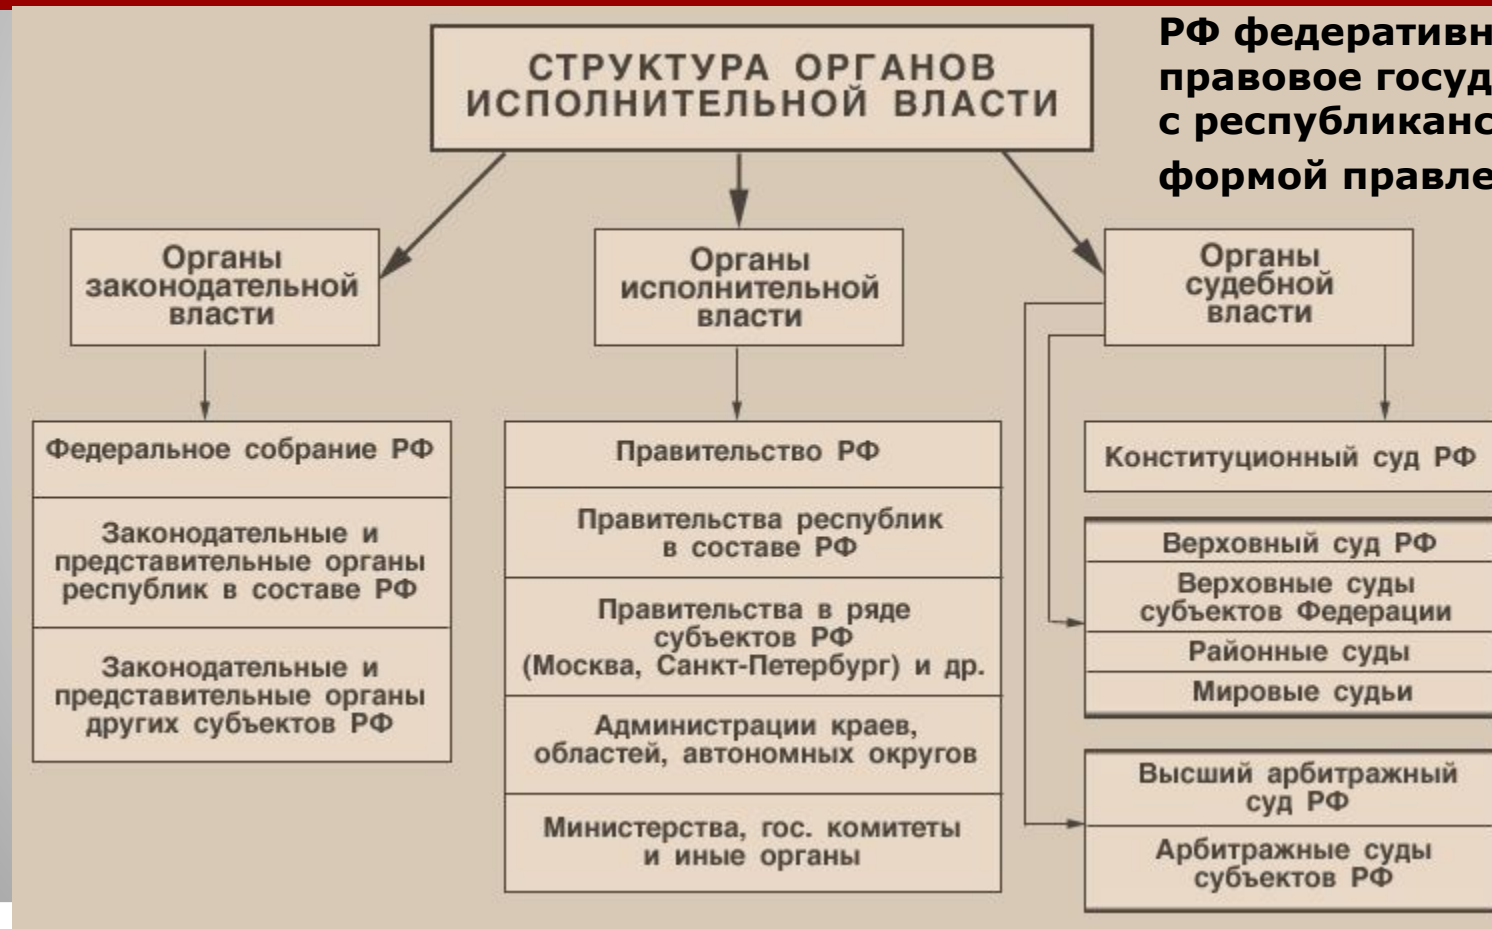 СТРУКТУРА ОРГАНОВ
ИСПОЛНИТЕЛЬНОЙ ВЛАСТИ
РФ
с
формой
Органы
законодательной
власти
Органы
исполнительной
власти
Органы
судебной
власти
Федеральное собрание РФ
Законодательные и
представительные органы
республик в составе РФ
Законодательные и
представительные органы
других субъектов РФ
Правительство РФ
Правительства республик
в составе РФ
Правительства в ряде
субъектов РФ
(Москва, Санкт-Петербург) и др.
Администрации краев,
областей, автономных округов
Министерства, гос. комитеты
и иные органы
Конституционный суд РФ
Верховный суд РФ
Верховные суды
субъектов Федерации
Районные суды
Мировые судьи
Высший арбитражный
суд РФ
Арбитражные суды
субъектов РФ